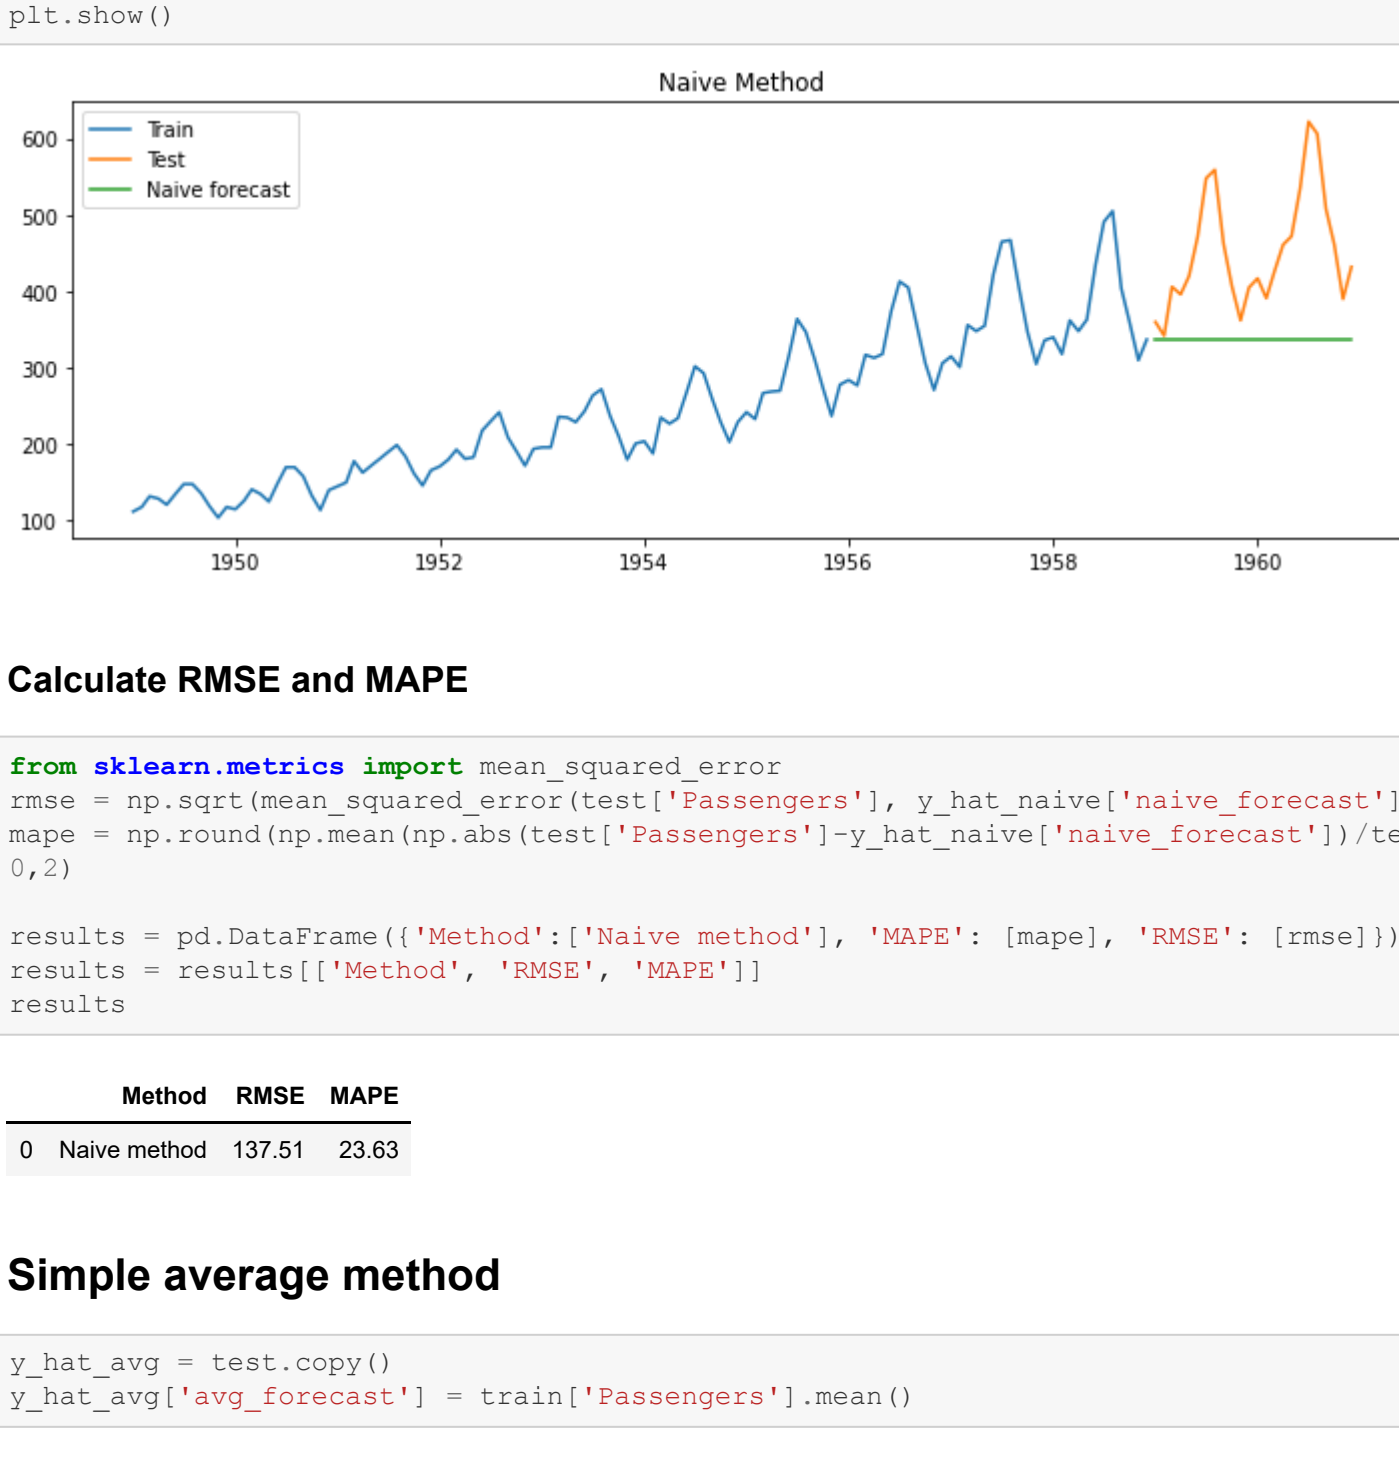 plt.show()
Naive Method
Train
Test
Naive forecast
600
500
400
300
200
100
1950 1952 1954 1956 1958 1960
Calculate RMSE and MAPE
from sklearn.metrics import mean_squared_error
rmse = np.sqrt(mean_squared_error(test['Passengers'], y_hat_naive['naive_forecast']
mape = np.round(np.mean(np.abs(test['Passengers']-y_hat_naive['naive_forecast'])/te
0,2)
results = pd.DataFrame({'Method':['Naive method'], 'MAPE': [mape], 'RMSE': [rmse]})
results = results[['Method', 'RMSE', 'MAPE']]
results
Method RMSE MAPE
0 Naive method 137.51 23.63
Simple average method
y_hat_avg = test.copy()
y_hat_avg['avg_forecast'] = train['Passengers'].mean()